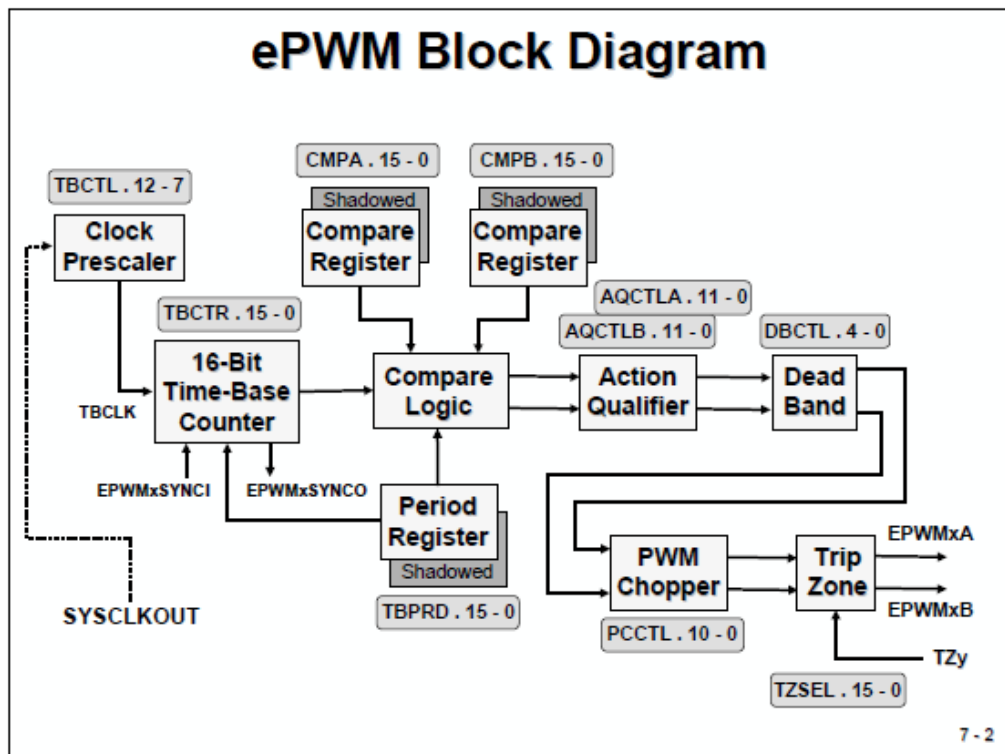 ePWM Block Diagram
CMPA . 15 - 0
CMPB . 15 - 0
TBCTL . 12 - 7
Shadowed
Shadowed
Clock
Prescaler
Compare
Register
Compare
Register
AQCTLA . 11 - 0
TBCTR . 15 - 0
AQCTLB . 11 - 0
DBCTL . 4 - 0
16-Bit
Time-Base
Counter
Compare
Logic
Action
Qualifier
Dead
Band
TBCLK
EPWMxSYNCI
EPWMxSYNCO
Period
Register
Shadowed
TBPRD . 15 - 0
SYSCLKOUT
PWM
Chopper
Trip
Zone
EPWMxA
EPWMxB
PCCTL . 10 - 0
TZy
TZSEL . 15 - 0
7 - 2